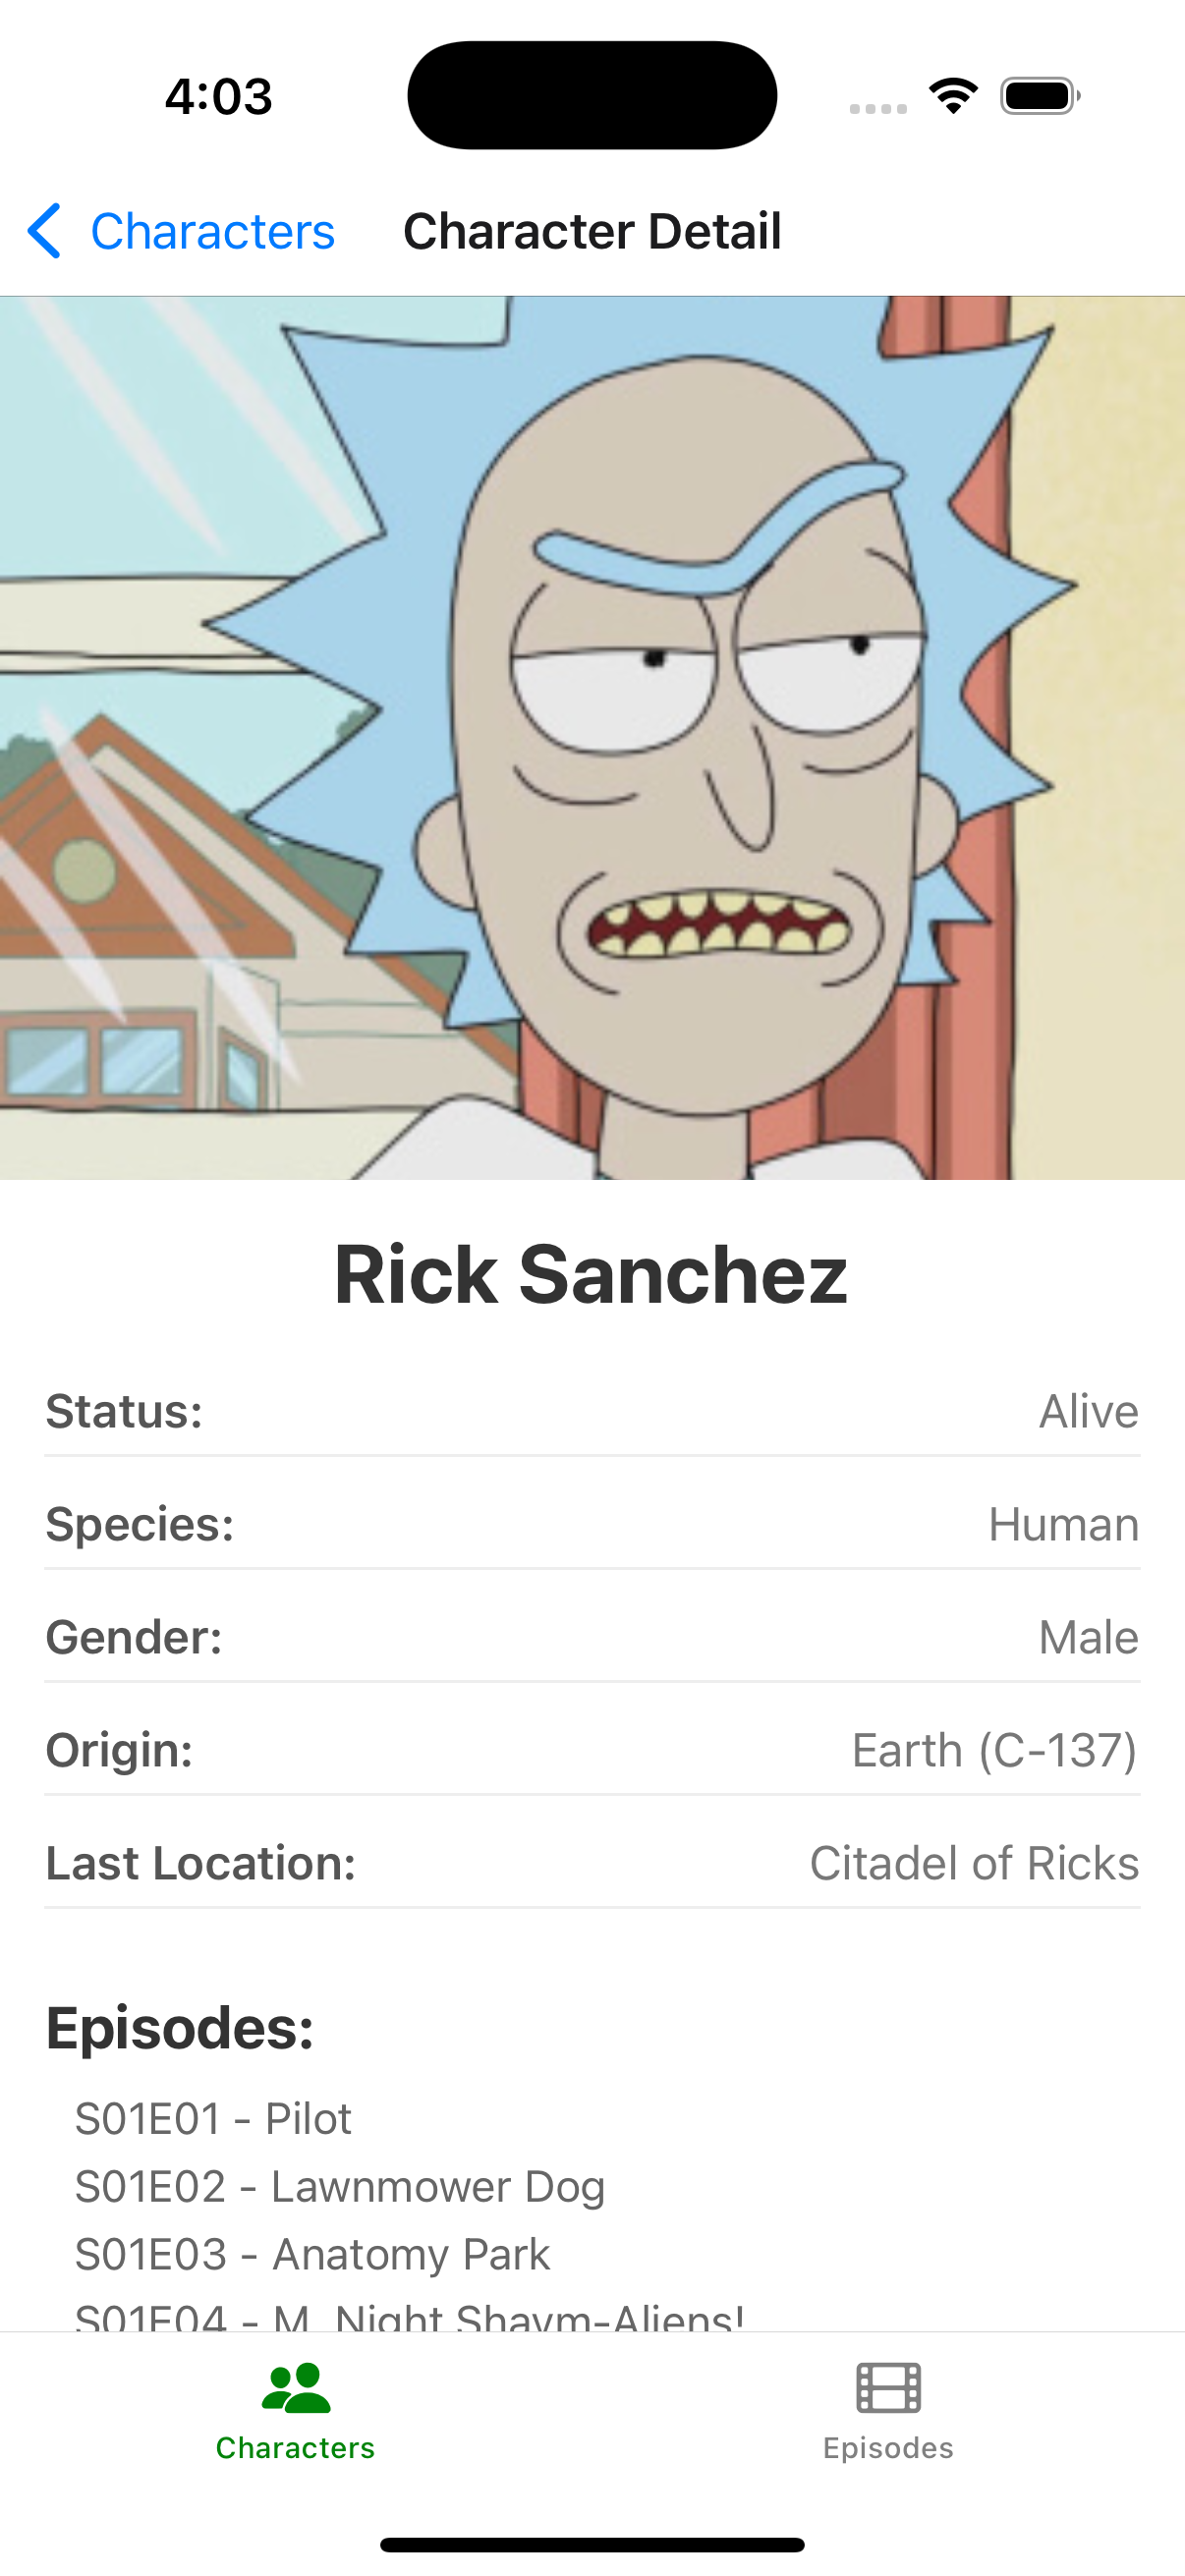 4:03
Characters
Character Detail
Rick Sanchez
Status: Alive
Species: Human
Gender: Male
Origin: Earth (C-137)
Last Location: Citadel of Ricks
Episodes:
S01E01 - Pilot
S01E02 - Lawnmower Dog
S01E03 - Anatomy Park
S01E04 - M. Night Shaym-Aliens!
Characters
Episodes